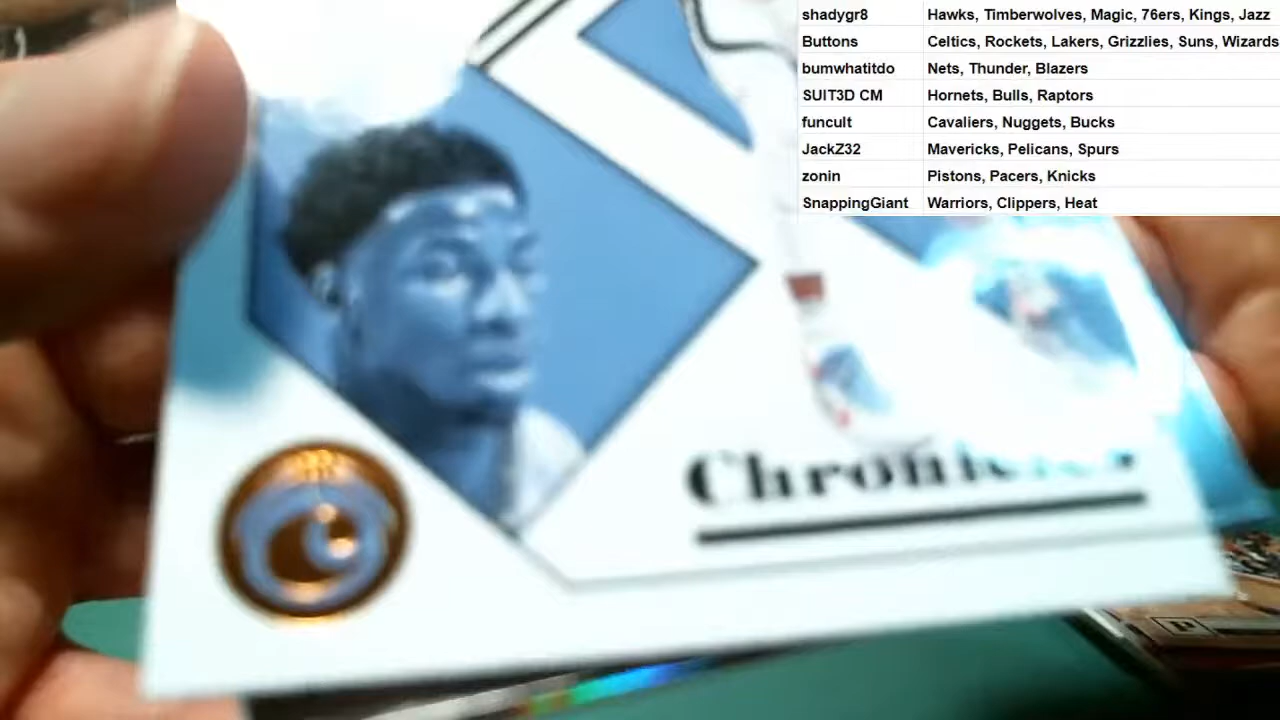 shadygr8 Hawks, Timberwolves, Magic, 76ers, Kings, Jazz
Buttons Celtics, Rockets, Lakers, Grizzlies, Suns, Wizards
bumwhatitdo Nets, Thunder, Blazers
SUIT3D CM Hornets, Bulls, Raptors
funcult Cavaliers, Nuggets, Bucks
JackZ32 Mavericks, Pelicans, Spurs
zonin Pistons, Pacers, Knicks
SnappingGiant Warriors, Clippers, Heat
Chronicles
P